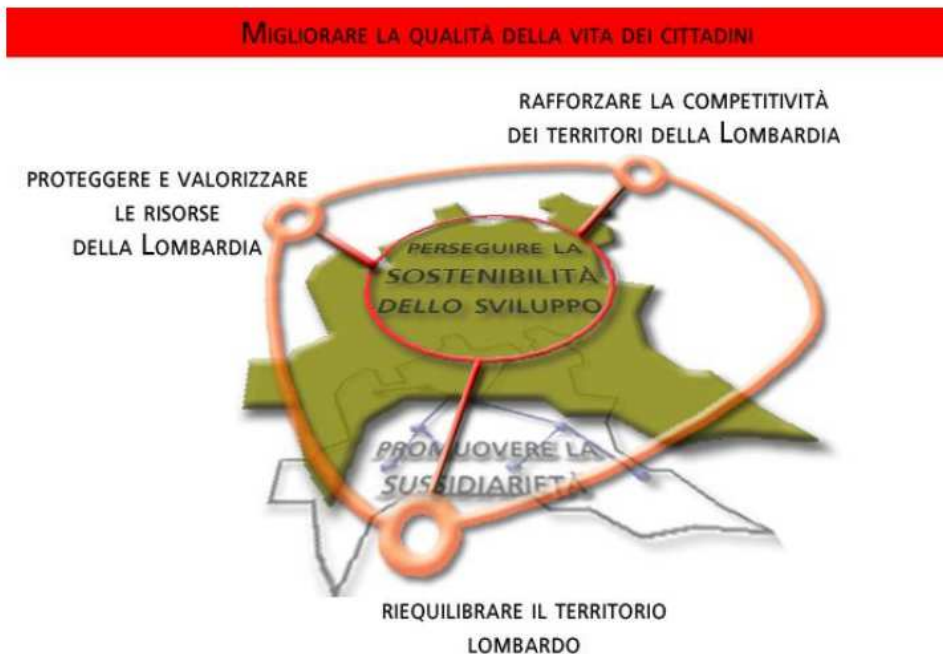 MIGLIORARE LA QUALITÀ DELLA VITA DEI CITTADINI
RAFFORZARE LA COMPETITIVITÀ
DEI TERRITORI DELLA LOMBARDIA
PROTEGGERE E VALORIZZARE
LE RISORSE
DELLA LOMBARDIA
PERSEGUIRE LA
SOSTENIBILITÀ
DELLO SVILUPPO
PROMUOVERE LA
SUSSIDIARIETÀ
RIEQUILIBRARE IL TERRITORIO
LOMBARDO